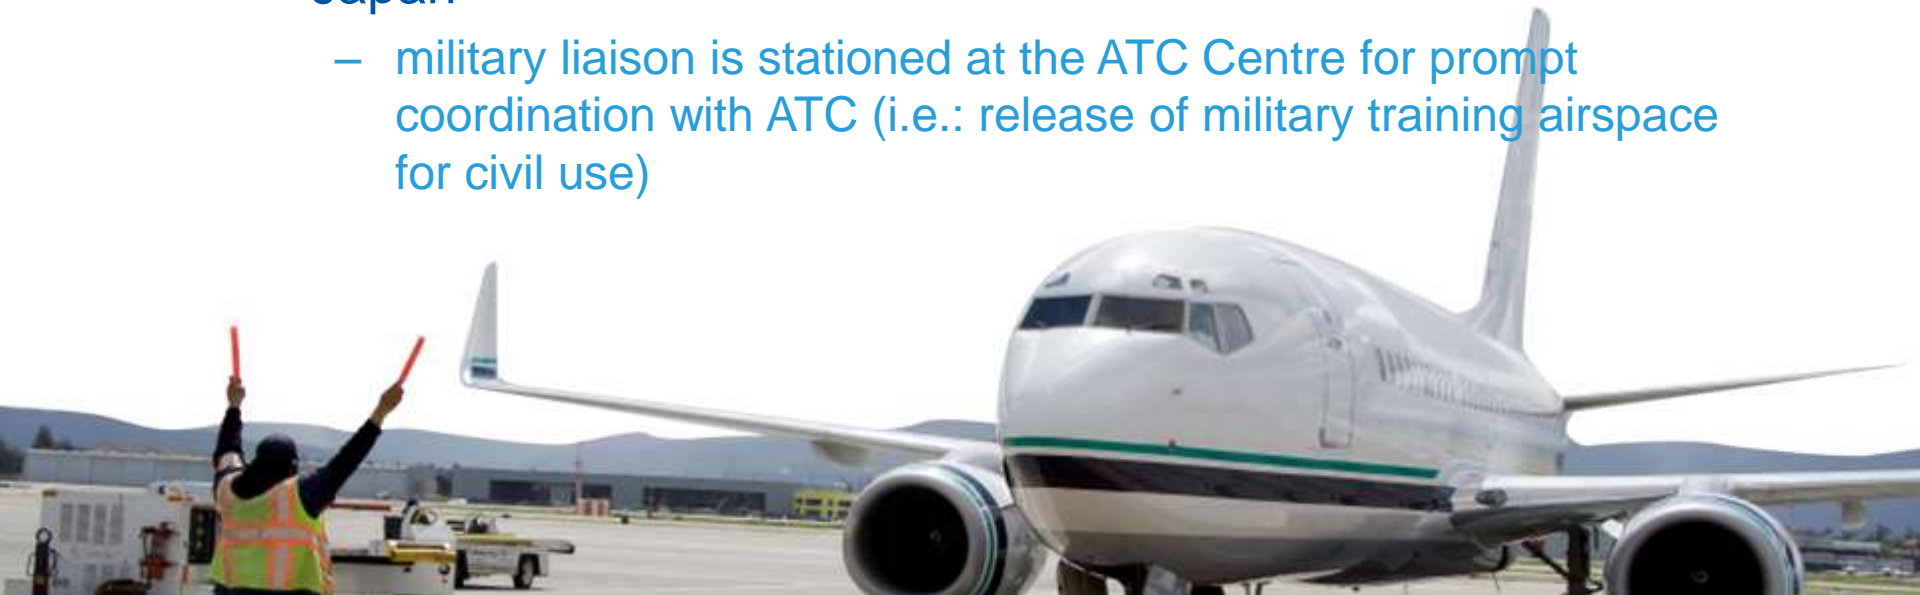 Japan
– military liaison is stationed at the ATC Centre for prompt
coordination with ATC (i.e.: release of military training airspace
for civil use)